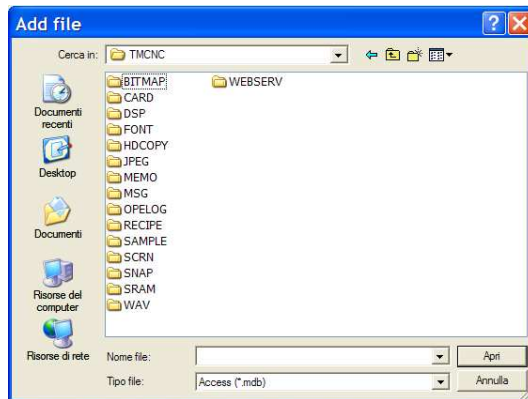 Add file
Cerca in: TMCNC
Documenti recenti
Desktop
Documenti
Risorse del computer
Risorse di rete
BITMAP
CARD
DSP
FONT
HDCOPY
JPEG
MEMO
MSG
OPELOG
RECIPE
SAMPLE
SCRN
SNAP
SRAM
WAV
WEBSERV
Nome file:
Apri
Tipo file: Access (*.mdb)
Annulla